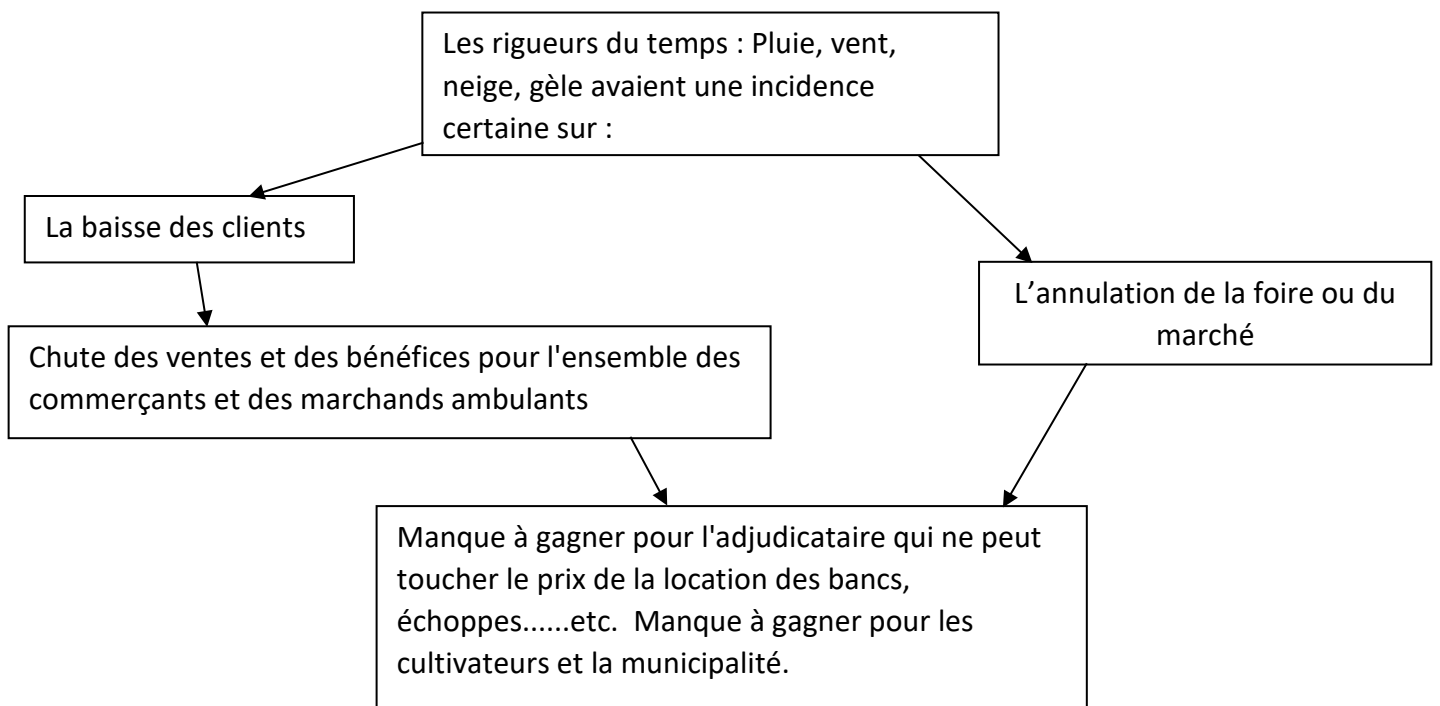 Les rigueurs du temps : Pluie, vent,
neige, gèle avaient une incidence
certaine sur :
La baisse des clients
L’annulation de la foire ou du
marché
Chute des ventes et des bénéfices pour l'ensemble des
commerçants et des marchands ambulants
Manque à gagner pour l'adjudicataire qui ne peut
toucher le prix de la location des bancs,
échoppes......etc.  Manque à gagner pour les
cultivateurs et la municipalité.